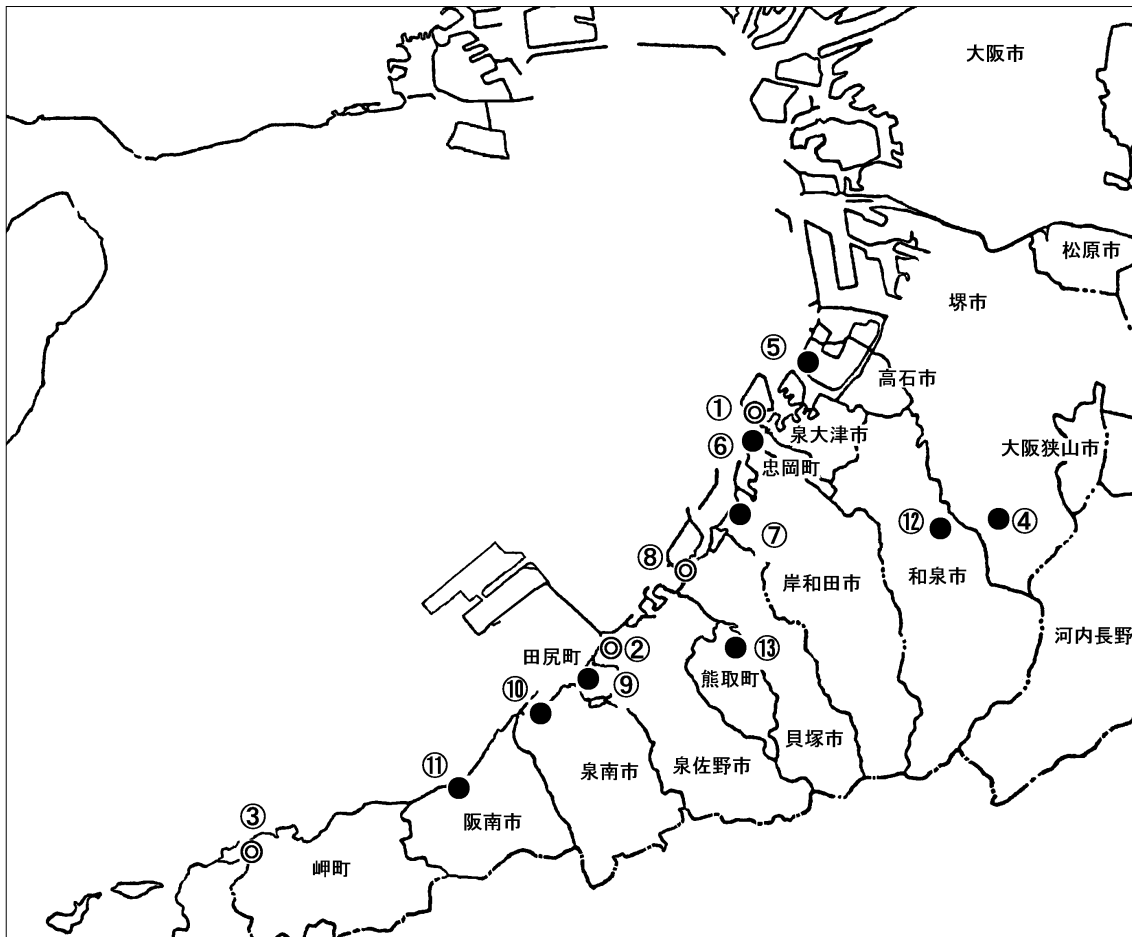 大阪市
松原市
堺市
⑤
高石市
①
泉大津市
⑥
忠岡町
大阪狭山市
⑫
④
⑦
⑧
岸和田市
和泉市
河内長野
②
⑬
田尻町
熊取町
⑨
⑩
貝塚市
泉南市
泉佐野市
⑪
③
阪南市
岬町